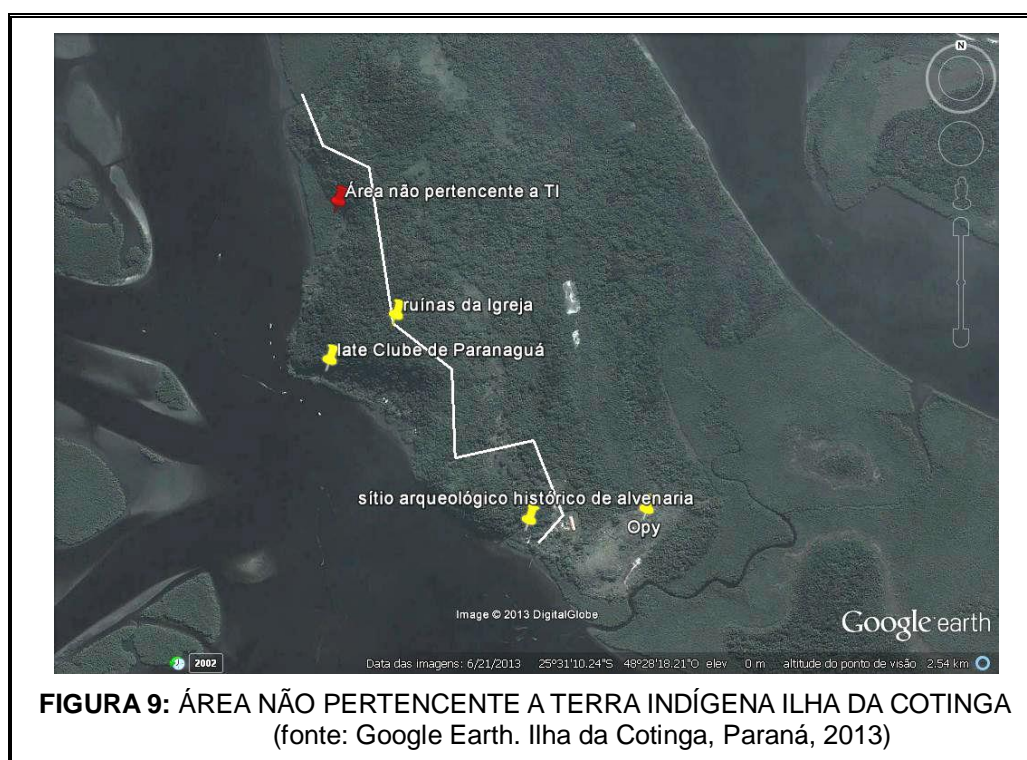 N
Área não pertencente a TI
ruínas da Igreja
Iate Clube de Paranaguá
sítio arqueológico histórico de alvenaria
Opy
Image © 2013 DigitalGlobe
Google earth
2002
Data das imagens: 6/21/2013 25°31'10.24"S 48°28'18.21"O elev 0 m altitude do ponto de visão 2.54 km
FIGURA 9: ÁREA NÃO PERTENCENTE A TERRA INDÍGENA ILHA DA COTINGA
(fonte: Google Earth. Ilha da Cotinga, Paraná, 2013)